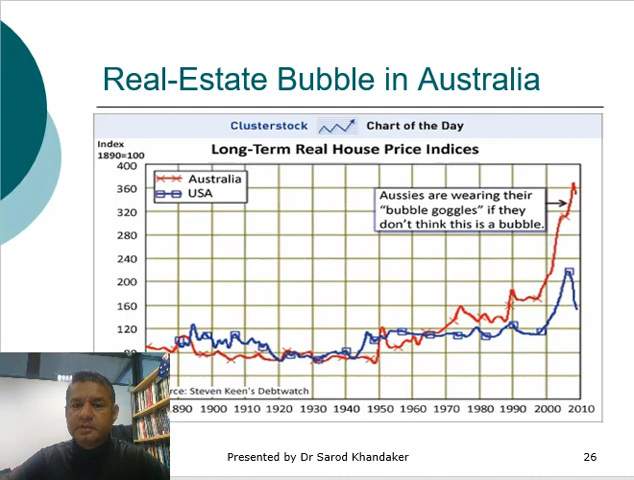 Real-Estate Bubble in Australia
Clusterstock Chart of the Day
Index
1890=100
Long-Term Real House Price Indices
400
360
320
280
240
200
160
120
80
Australia
USA
Aussies are wearing their
"bubble goggles" if they
don't think this is a bubble.
rce: Steven Keen's Debtwatch
890 1900 1910 1920 1930 1940 1950 1960 1970 1980 1990 2000 2010
Presented by Dr Sarod Khandaker 26